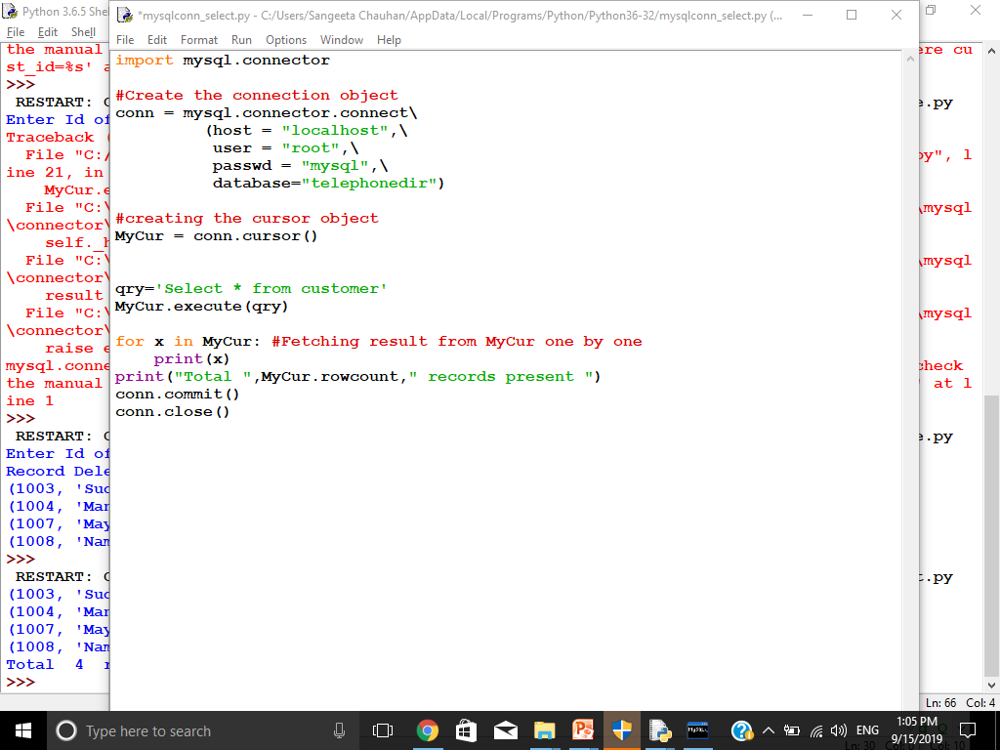 Python 3.6.5 She
File Edit Shell
the manual
st_id=%s' a
>>>
RESTART: C
Enter Id of
Traceback (
File "C:/
ine 21, in
MyCur.e
File "C:\
\connector\
self._h
File "C:\
\connector\
result
File "C:\
\connector\
raise e
mysql.conne
the manual
ine 1
>>>
RESTART: C
Enter Id of
Record Dele
(1003, 'Suc
(1004, 'Man
(1007, 'May
(1008, 'Nam
>>>
RESTART: C
(1003, 'Suc
(1004, 'Man
(1007, 'May
(1008, 'Nam
Total 4 r
>>>
*mysqlconn_select.py - C:/Users/Sangeeta Chauhan/AppData/Local/Programs/Python/Python36-32/mysqlconn_select.py (...
File Edit Format Run Options Window Help
import mysql.connector
#Create the connection object
conn = mysql.connector.connect\
(host = "localhost",\
user = "root",\
passwd = "mysql",\
database="telephonedir")
#creating the cursor object
MyCur = conn.cursor()
qry='Select * from customer'
MyCur.execute(qry)
for x in MyCur: #Fetching result from MyCur one by one
print(x)
print("Total ",MyCur.rowcount," records present ")
conn.commit()
conn.close()
ere cu
e.py
py", l
\mysql
\mysql
\mysql
check
' at l
e.py
t.py
Ln: 66 Col: 4
Type here to search
MySQL
ENG
1:05 PM
9/15/2019